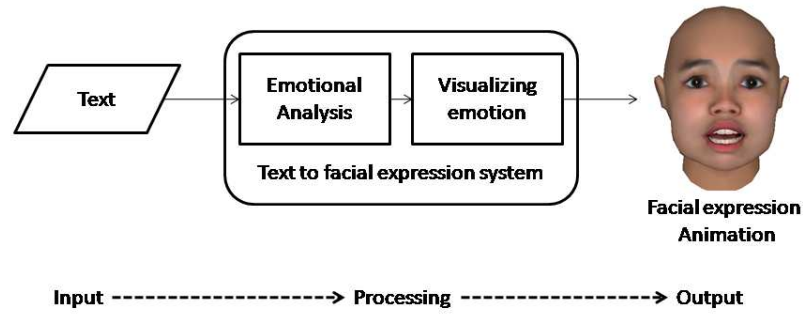 Text
Emotional
Analysis
Visualizing
emotion
Text to facial expression system
Facial expression
Animation
Input
Processing
Output